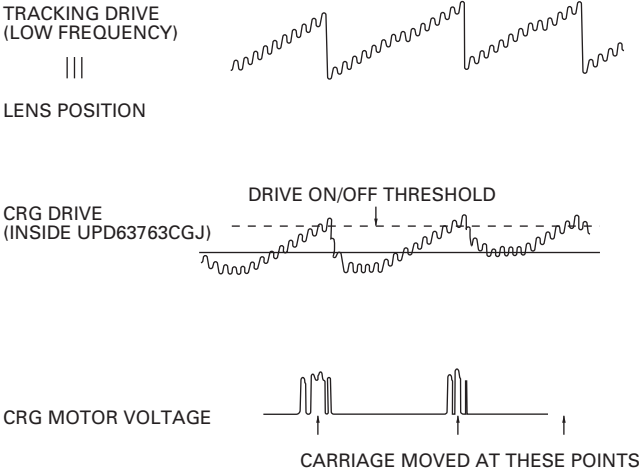 TRACKING DRIVE
(LOW FREQUENCY)
LENS POSITION
DRIVE ON/OFF THRESHOLD
CRG DRIVE
(INSIDE UPD63763CGJ)
CRG MOTOR VOLTAGE
CARRIAGE MOVED AT THESE POINTS